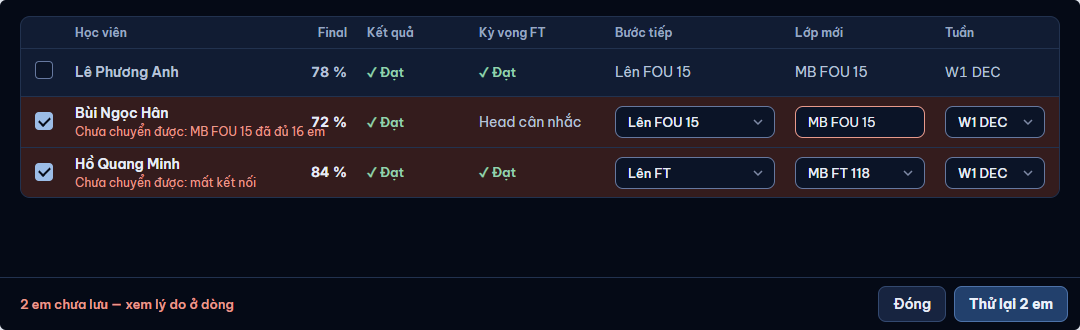 Học viên Final Kết quả Kỳ vọng FT Bước tiếp Lớp mới Tuần
Lê Phương Anh 78 % ✓ Đạt ✓ Đạt Lên FOU 15 MB FOU 15 W1 DEC
Bùi Ngọc Hân 72 % ✓ Đạt Head cân nhắc Lên FOU 15 MB FOU 15 W1 DEC
Chưa chuyển được: MB FOU 15 đã đủ 16 em
Hồ Quang Minh 84 % ✓ Đạt ✓ Đạt Lên FT MB FT 118 W1 DEC
Chưa chuyển được: mất kết nối
2 em chưa lưu — xem lý do ở dòng Đóng Thử lại 2 em